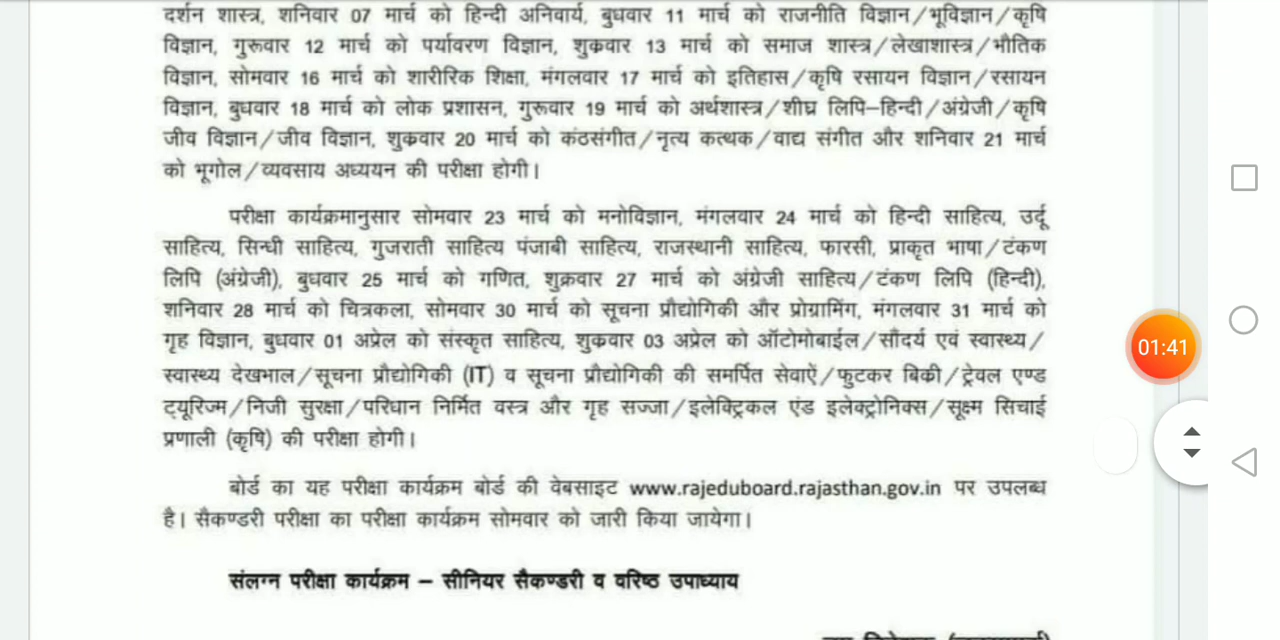 दर्शन शास्त्र, शनिवार 07 मार्च को हिन्दी अनिवार्य, बुधवार 11 मार्च को राजनीति विज्ञान/भूविज्ञान/कृषि
विज्ञान, गुरूवार 12 मार्च को पर्यावरण विज्ञान, शुक्रवार 13 मार्च को समाज शास्त्र/लेखाशास्त्र/भौतिक
विज्ञान, सोमवार 16 मार्च को शारीरिक शिक्षा, मंगलवार 17 मार्च को इतिहास/कृषि रसायन विज्ञान/रसायन
विज्ञान, बुधवार 18 मार्च को लोक प्रशासन, गुरूवार 19 मार्च को अर्थशास्त्र/शीघ्र लिपि–हिन्दी/अंग्रेजी/कृषि
जीव विज्ञान/जीव विज्ञान, शुक्रवार 20 मार्च को कंठसंगीत/नृत्य कत्थक/वाद्य संगीत और शनिवार 21 मार्च
को भूगोल/व्यवसाय अध्ययन की परीक्षा होगी।
परीक्षा कार्यक्रमानुसार सोमवार 23 मार्च को मनोविज्ञान, मंगलवार 24 मार्च को हिन्दी साहित्य, उर्दू
साहित्य, सिन्धी साहित्य, गुजराती साहित्य पंजाबी साहित्य, राजस्थानी साहित्य, फारसी, प्राकृत भाषा/टंकण
लिपि (अंग्रेजी), बुधवार 25 मार्च को गणित, शुक्रवार 27 मार्च को अंग्रेजी साहित्य/टंकण लिपि (हिन्दी),
शनिवार 28 मार्च को चित्रकला, सोमवार 30 मार्च को सूचना प्रौद्योगिकी और प्रोग्रामिंग, मंगलवार 31 मार्च को
गृह विज्ञान, बुधवार 01 अप्रेल को संस्कृत साहित्य, शुक्रवार 03 अप्रेल को ऑटोमोबाईल/सौंदर्य एवं स्वास्थ्य/
स्वास्थ्य देखभाल/सूचना प्रौद्योगिकी (IT) व सूचना प्रौद्योगिकी की समर्पित सेवाऐं/फुटकर बिक्री/ट्रेवल एण्ड
ट्यूरिज्म/निजी सुरक्षा/परिधान निर्मित वस्त्र और गृह सज्जा/इलेक्ट्रिकल एंड इलेक्ट्रोनिक्स/सूक्ष्म सिचाई
प्रणाली (कृषि) की परीक्षा होगी।
बोर्ड का यह परीक्षा कार्यक्रम बोर्ड की वेबसाइट www.rajeduboard.rajasthan.gov.in पर उपलब्ध
है। सैकण्डरी परीक्षा का परीक्षा कार्यक्रम सोमवार को जारी किया जायेगा।
संलग्न परीक्षा कार्यक्रम – सीनियर सैकण्डरी व वरिष्ठ उपाध्याय
01:41